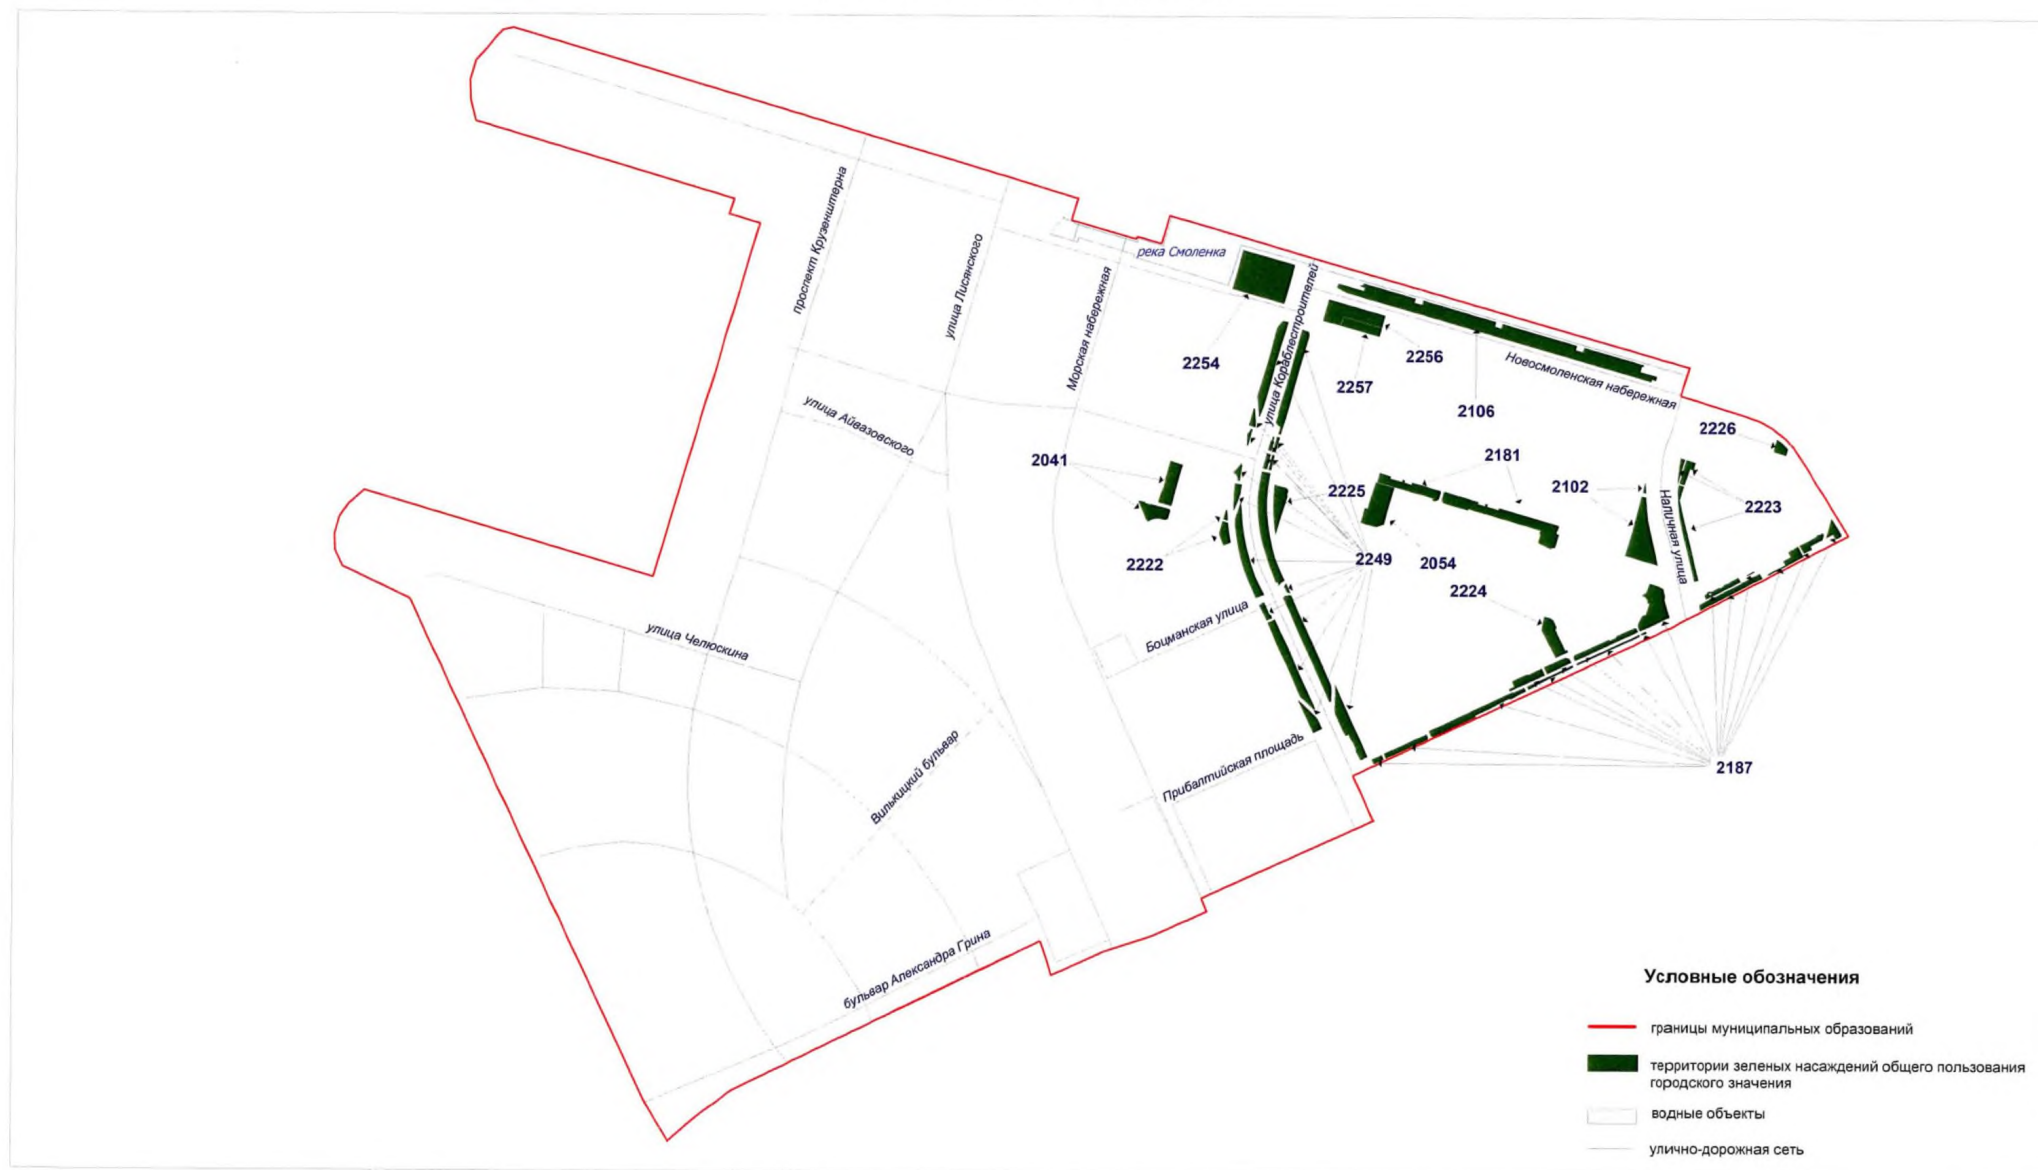 проспект Крузенштерна
улица Лисянского
Морская набережная
река Смоленка
улица Кораблестроителей
2254
2256
2257
Новосмоленская набережная
2106
2226
улица Айвазовского
2041
2181
2102
2225
Наличная улица
2223
2222
2249
2054
2224
Боцманская улица
улица Челюскина
Вилькицкий бульвар
Прибалтийская площадь
2187
бульвар Александра Грина
Условные обозначения
границы муниципальных образований
территории зеленых насаждений общего пользования
городского значения
водные объекты
улично-дорожная сеть